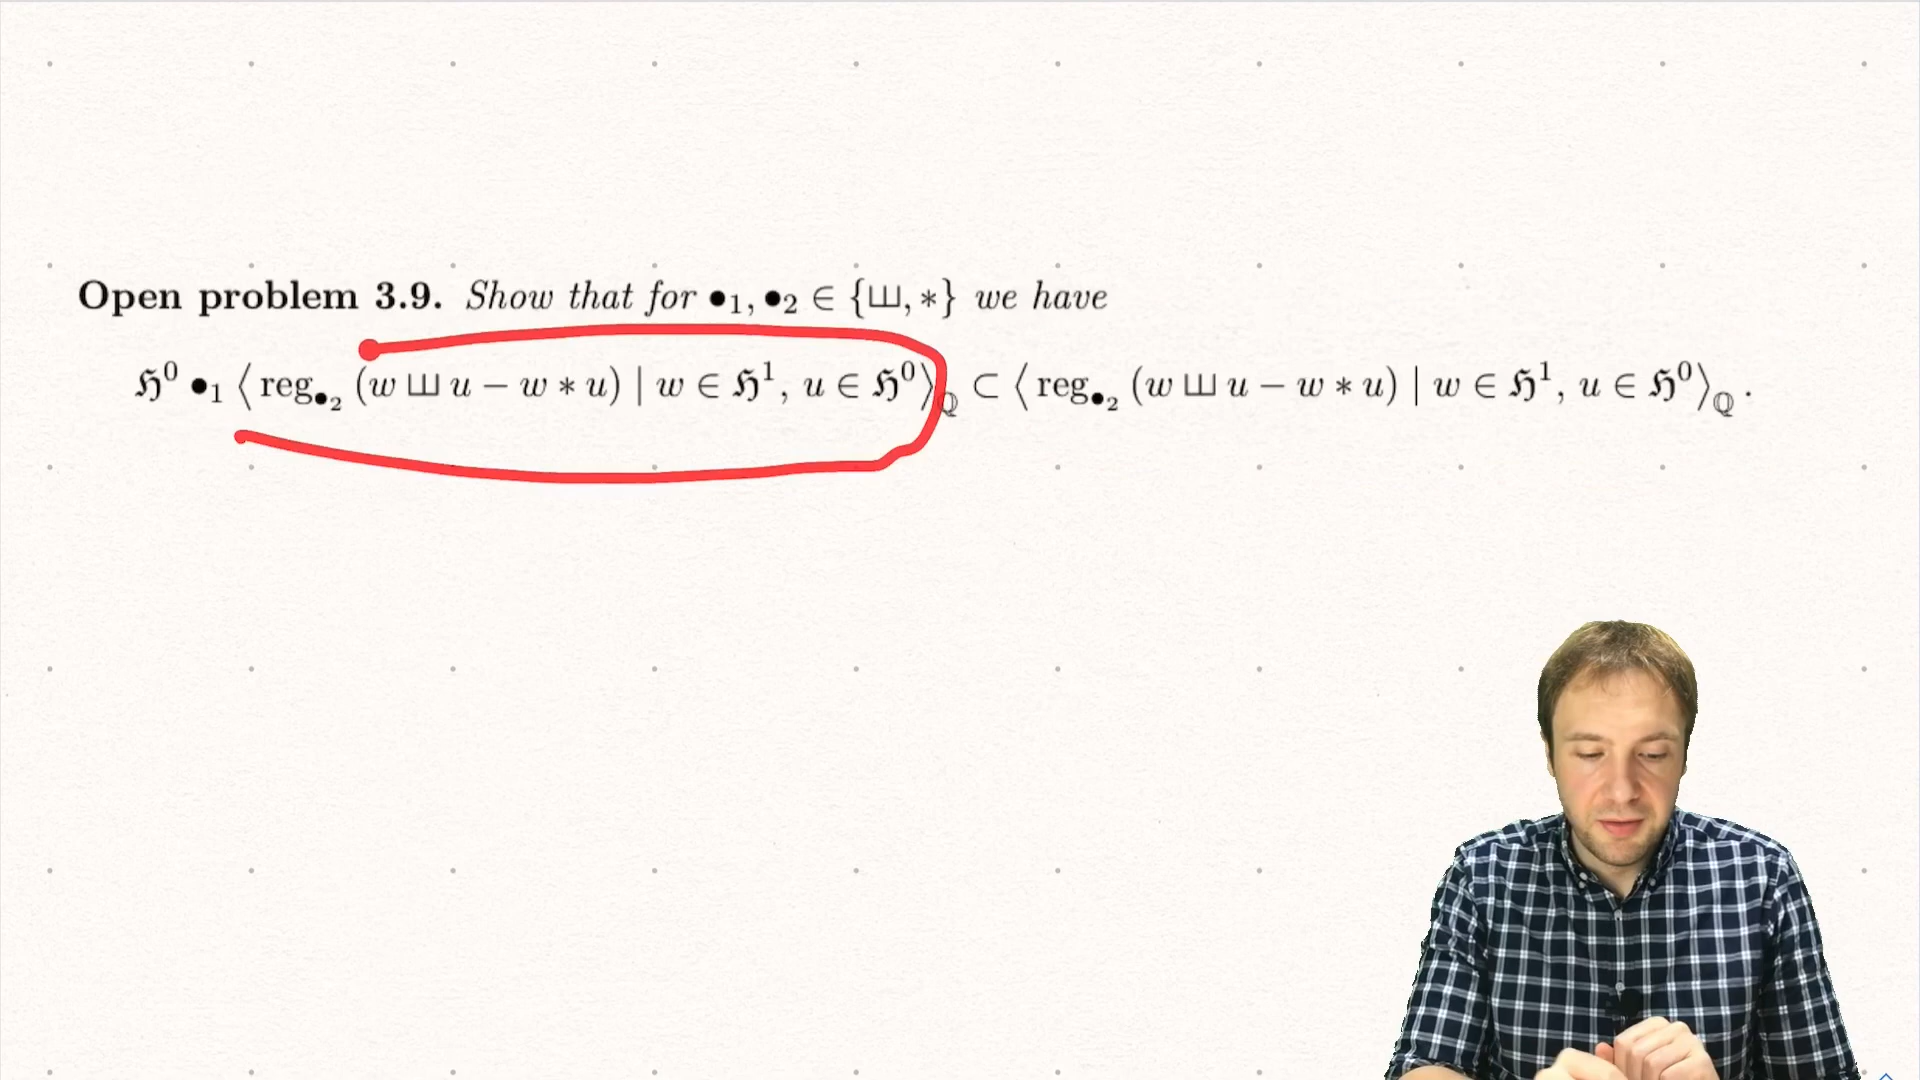 Open problem 3.9. Show that for •₁, •₂ ∈ {ш, *} we have
ℌ⁰ •₁ ⟨ reg•₂ (w ш u − w * u) | w ∈ ℌ¹, u ∈ ℌ⁰⟩ℚ ⊂ ⟨ reg•₂ (w ш u − w * u) | w ∈ ℌ¹, u ∈ ℌ⁰⟩ℚ .